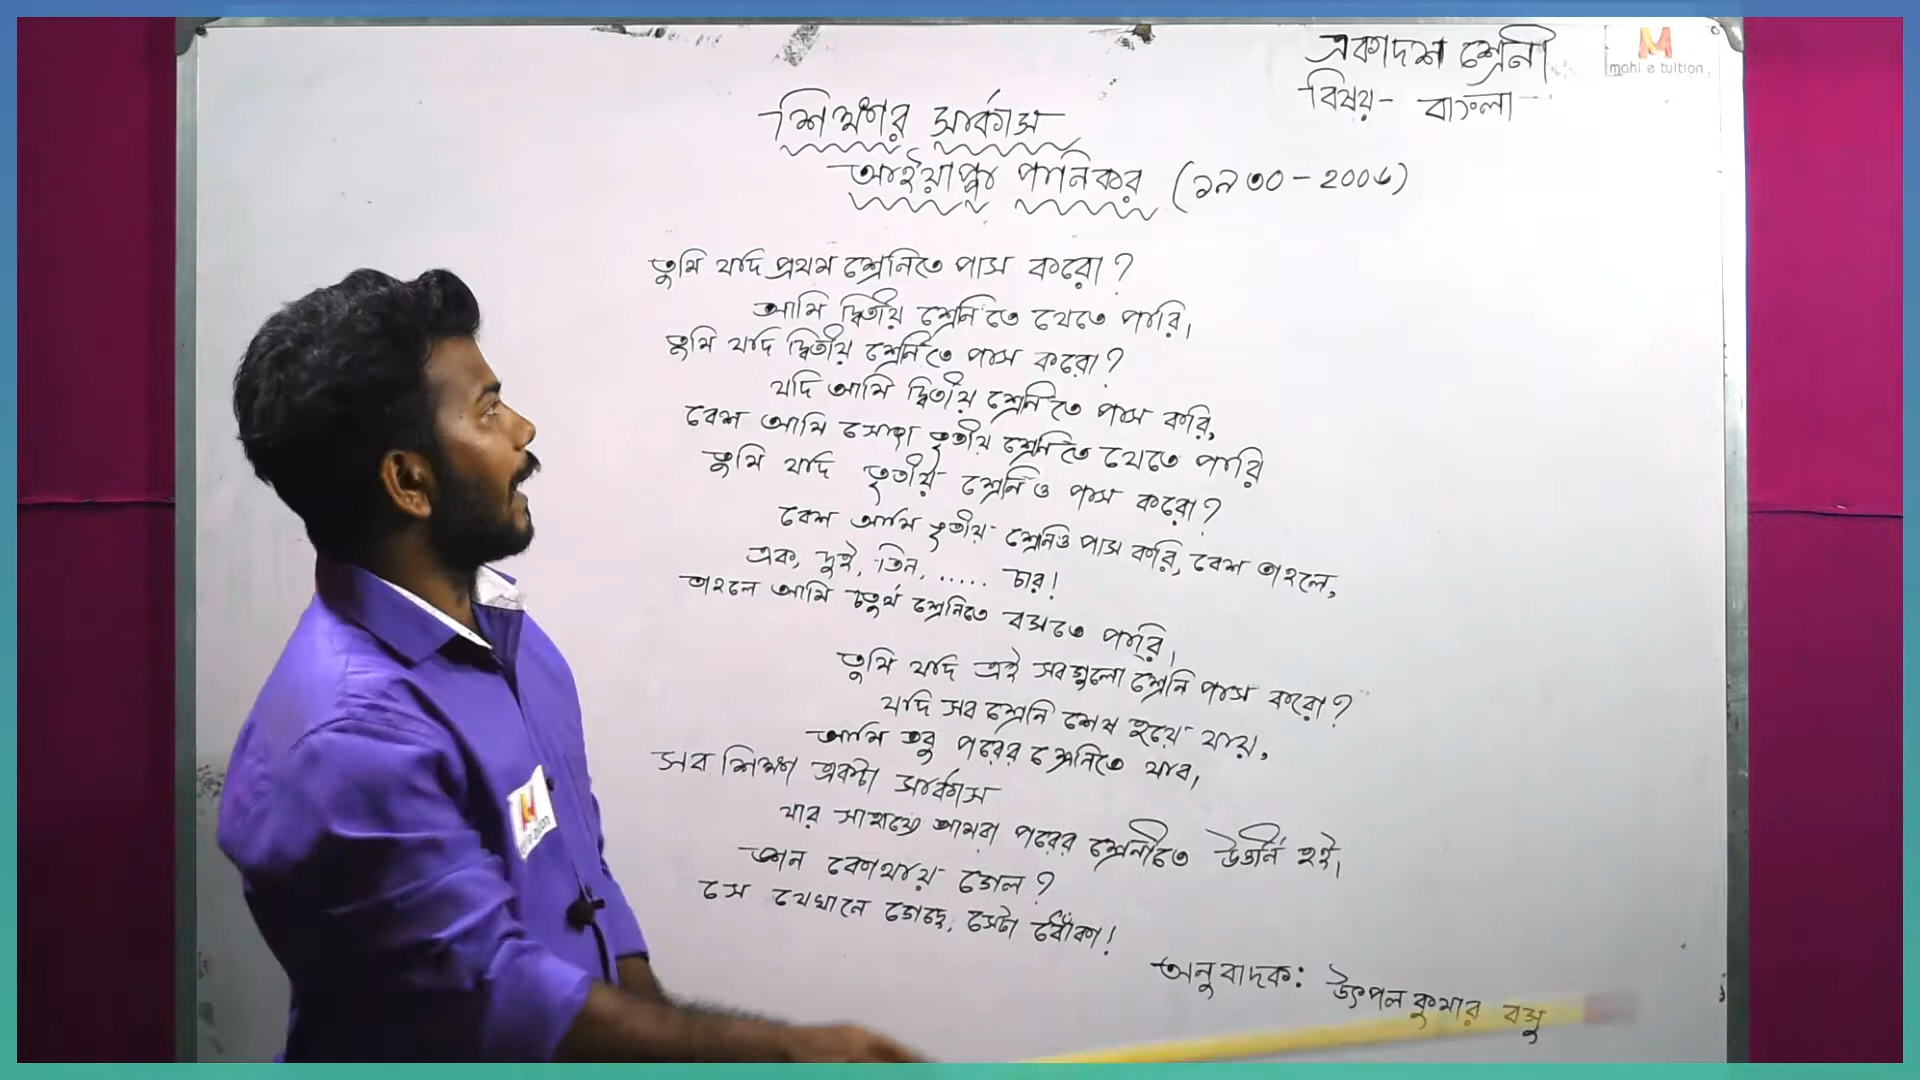 একাদশ শ্রেনী
বিষয়- বাংলা
mahi e tuition.
শিক্ষার সার্কাস
আইয়াপ্পা পানিকর (১৯৩০-2006)
তুমি যদি প্রথম শ্রেনিতে পাস করো?
আমি দ্বিতীয় শ্রেনিতে যেতে পারি,
তুমি যদি দ্বিতীয় শ্রেনিতে পাস করো?
যদি আমি দ্বিতীয় শ্রেনিতে পাস করি,
বেশ আমি সোজা তৃতীয় শ্রেনিতে যেতে পারি
তুমি যদি তৃতীয় শ্রেনিও পাস করো?
বেশ আমি তৃতীয় শ্রেনিও পাস করি, বেশ তাহলে,
এক, দুই, তিন, ..... চার!
তাহলে আমি চতুর্থ শ্রেনিতে বসতে পারি,
তুমি যদি এই সবগুলো শ্রেনি পাস করো?
যদি সব শ্রেনি শেষ হয়ে যায়,
আমি তবু পরের শ্রেনিতে যাব,
সব শিক্ষা একটা সার্কাস
যার সাহায্যে আমরা পরের শ্রেনীতে উত্তীর্ন হই,
জ্ঞান কোথায় গেল?
সে যেখানে গেছে, সেটা ধোঁকা!
অনুবাদক: উৎপল কুমার বসু